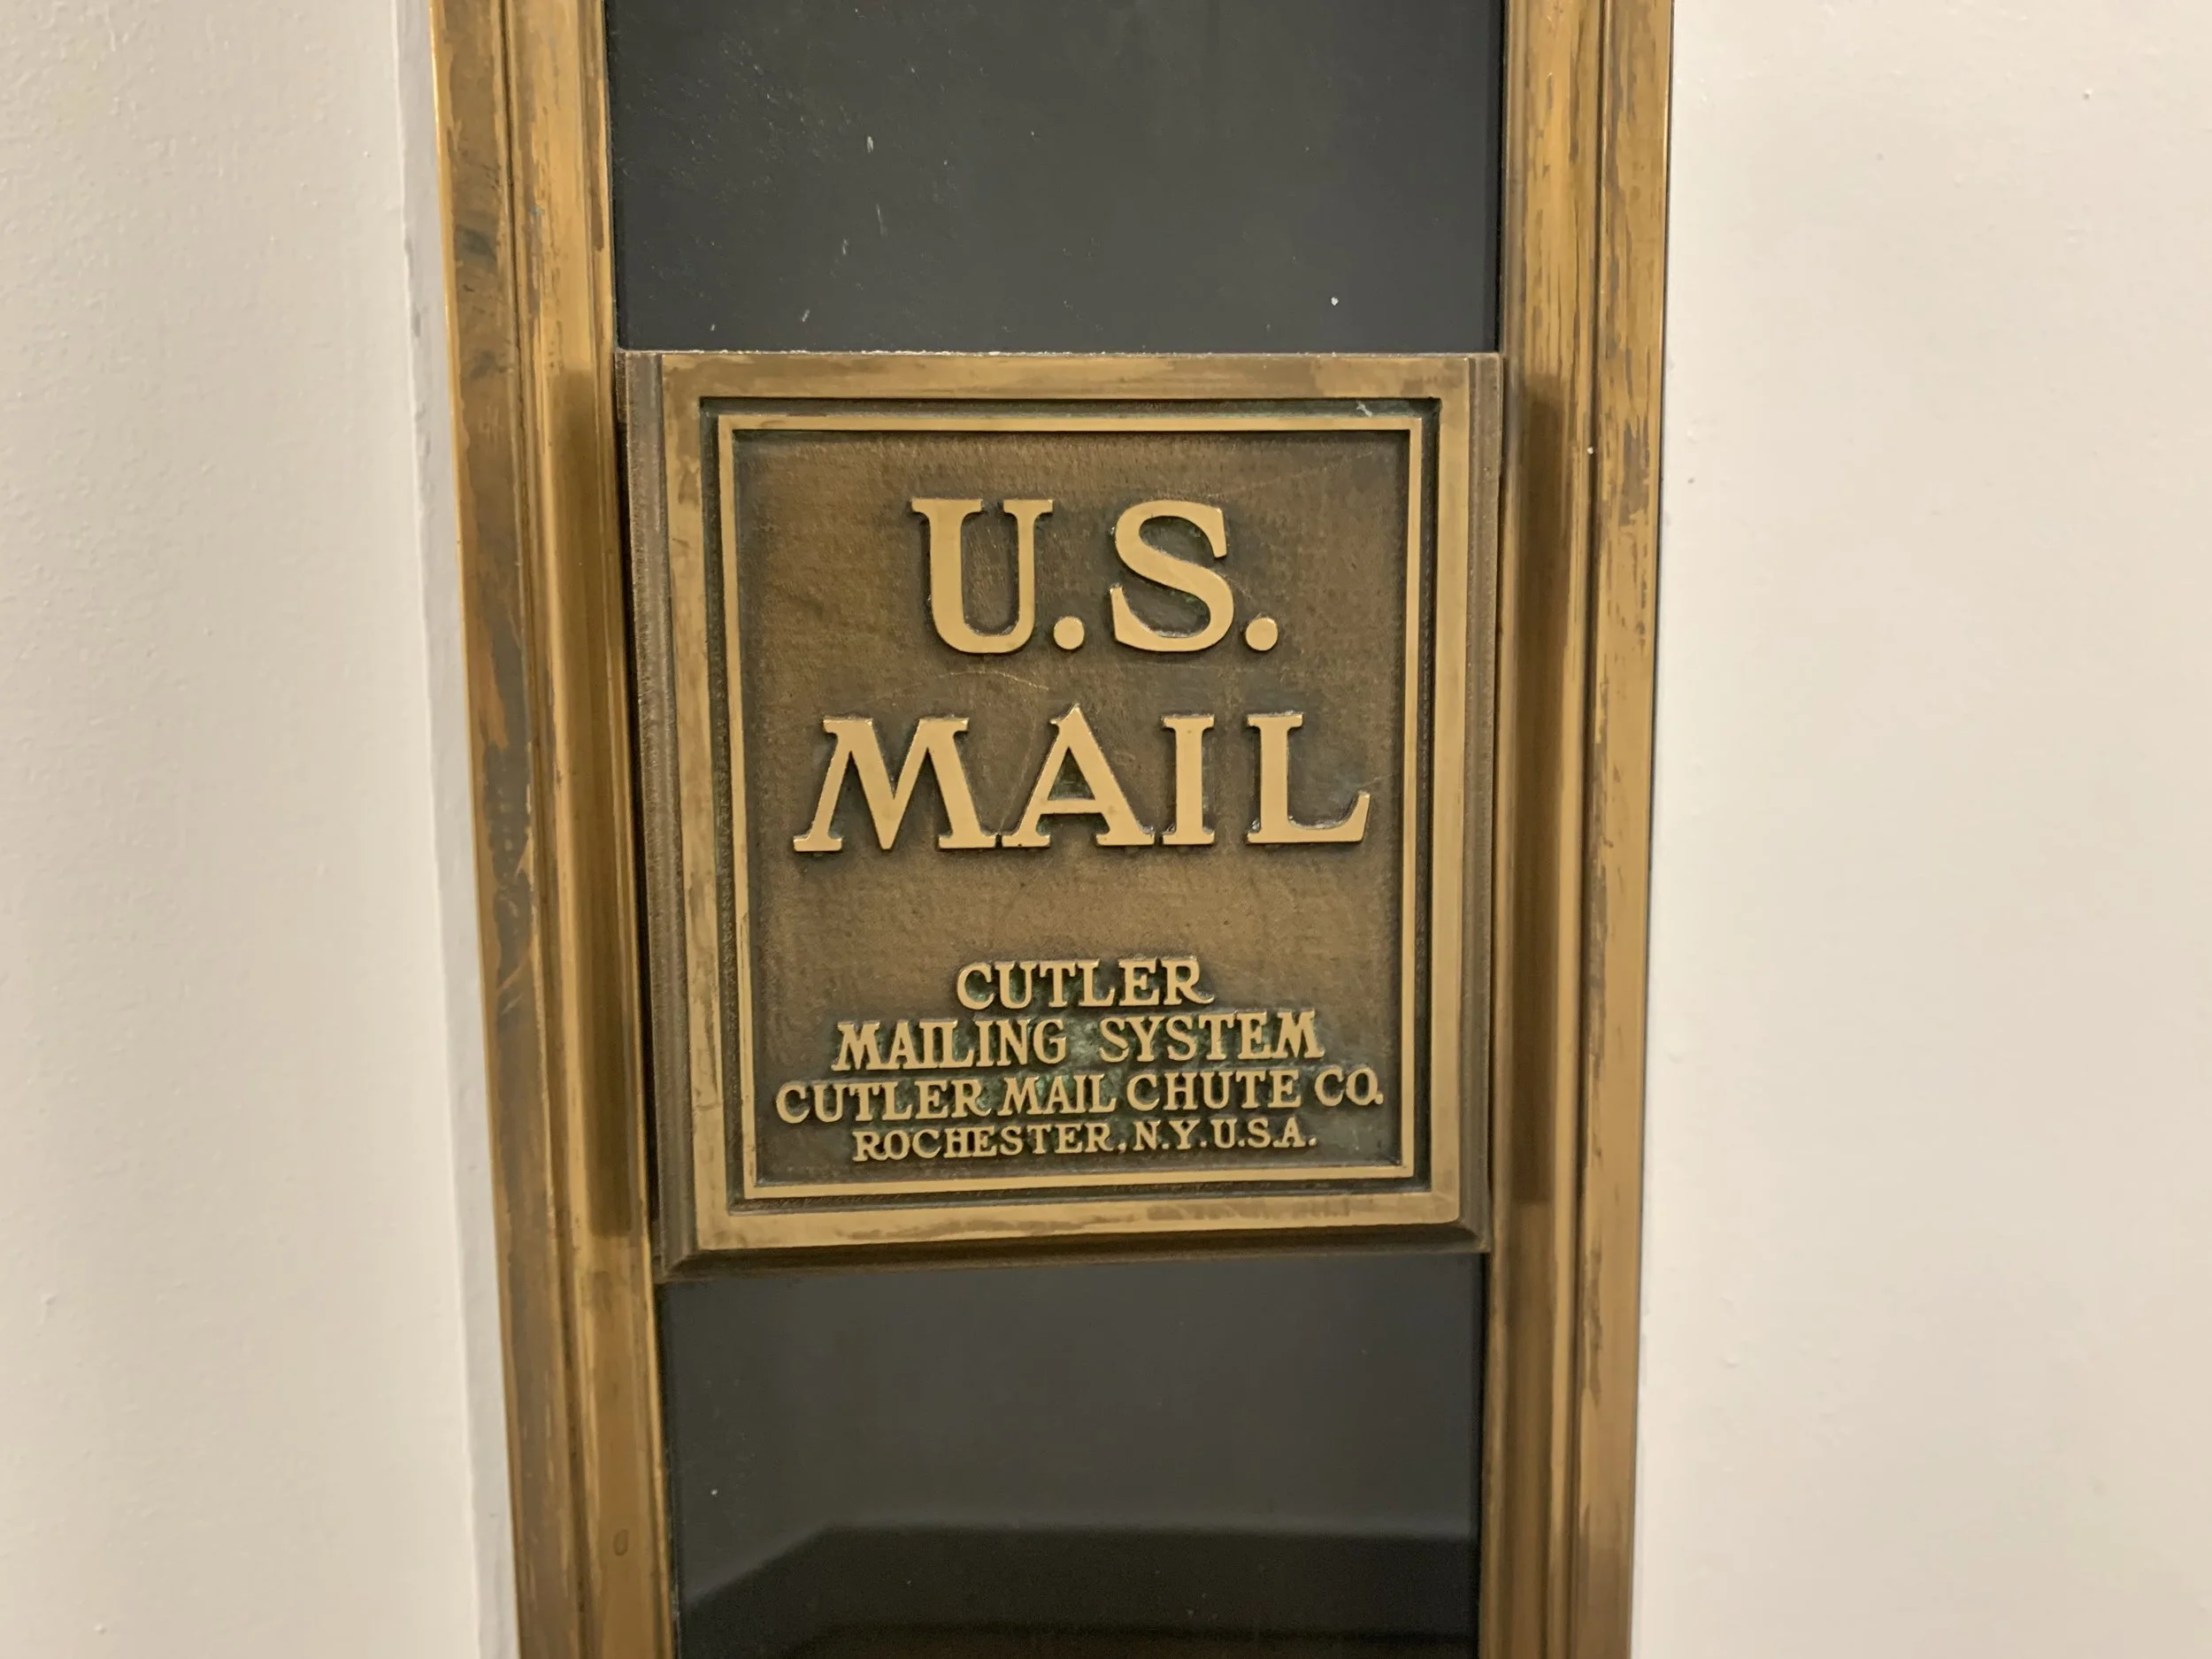 U.S.
MAIL
CUTLER
MAILING SYSTEM
CUTLER MAIL CHUTE CO.
ROCHESTER, N.Y. U.S.A.